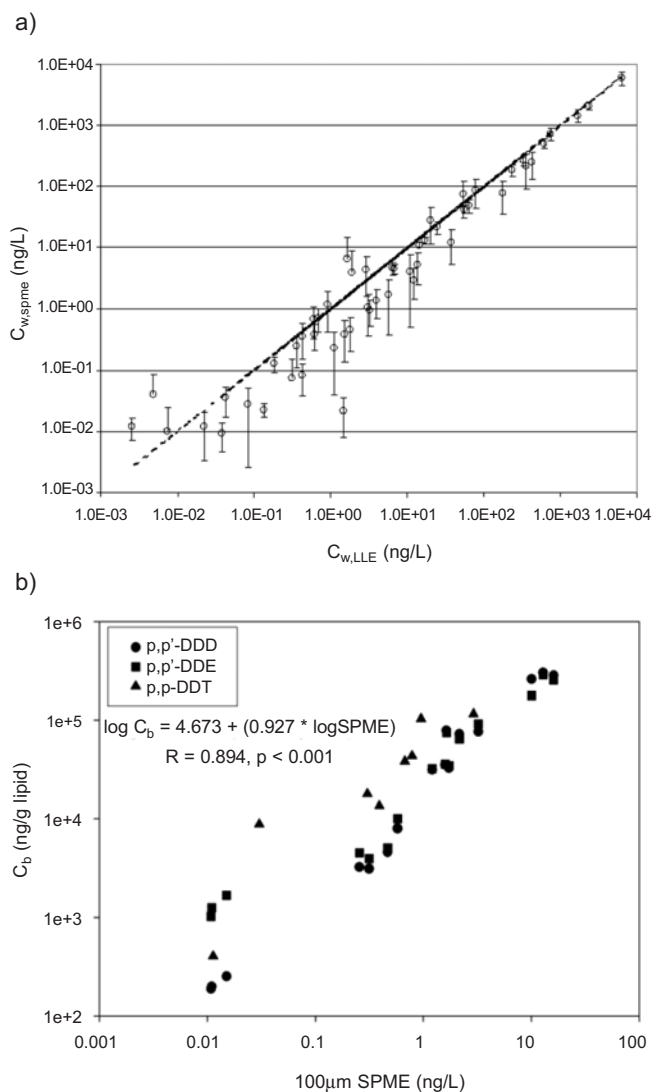 a)
1.0E+04
1.0E+03
1.0E+02
1.0E+01
1.0E+00
1.0E-01
1.0E-02
1.0E-03
C_w,spme (ng/L)
1.0E-03 1.0E-02 1.0E-01 1.0E+00 1.0E+01 1.0E+02 1.0E+03 1.0E+04
C_w,LLE (ng/L)
b)
1e+6
1e+5
1e+4
1e+3
1e+2
C_b (ng/g lipid)
p,p'-DDD
p,p'-DDE
p,p-DDT
log C_b = 4.673 + (0.927 * logSPME)
R = 0.894, p < 0.001
0.001 0.01 0.1 1 10 100
100µm SPME (ng/L)